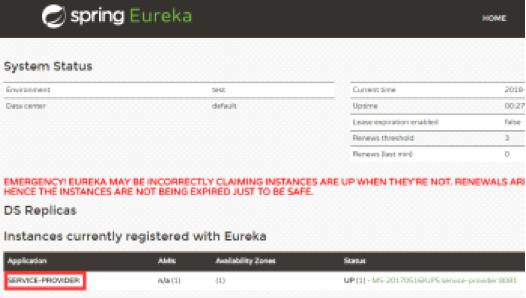 spring Eureka
HOME
System Status
Environment test
Data center default
Current time 2018-
Uptime 00:27
Lease expiration enabled false
Renews threshold 3
Renews (last min) 0
EMERGENCY! EUREKA MAY BE INCORRECTLY CLAIMING INSTANCES ARE UP WHEN THEY'RE NOT. RENEWALS ARE
HENCE THE INSTANCES ARE NOT BEING EXPIRED JUST TO BE SAFE.
DS Replicas
Instances currently registered with Eureka
Application AMIs Availability Zones Status
SERVICE-PROVIDER n/a (1) (1) UP (1) - MS-20170516IUPS:service-provider:8081